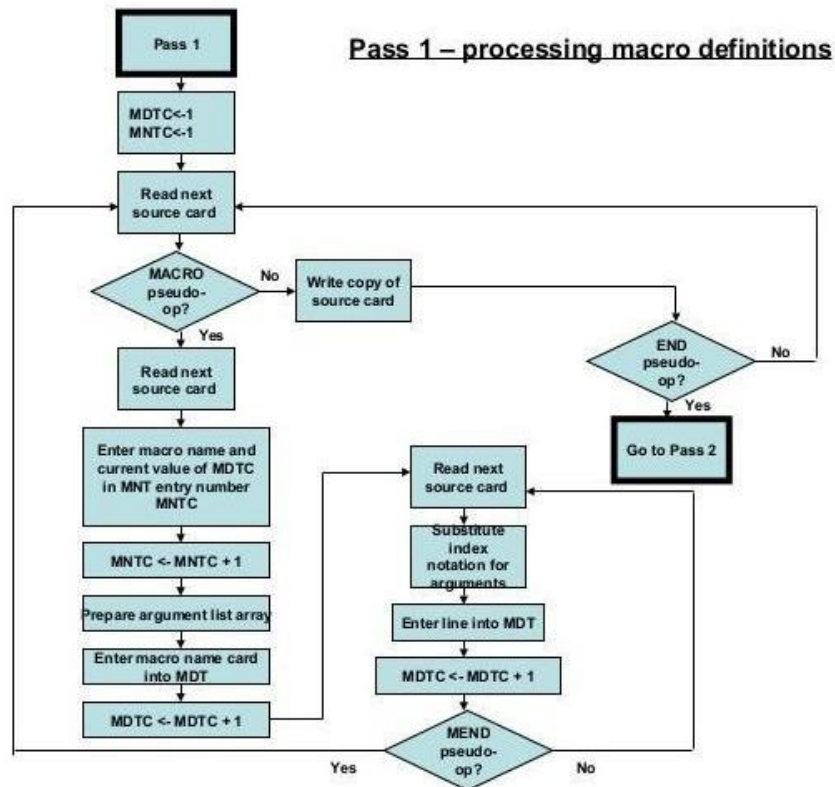 Pass 1
Pass 1 – processing macro definitions
MDTC<-1
MNTC<-1
Read next
source card
MACRO
pseudo-
op?
No
Write copy of
source card
Yes
END
pseudo-
op?
No
Yes
Go to Pass 2
Read next
source card
Enter macro name and
current value of MDTC
in MNT entry number
MNTC
MNTC <- MNTC + 1
Prepare argument list array
Enter macro name card
into MDT
MDTC <- MDTC + 1
Read next
source card
Substitute
index
notation for
arguments
Enter line into MDT
MDTC <- MDTC + 1
MEND
pseudo-
op?
Yes
No